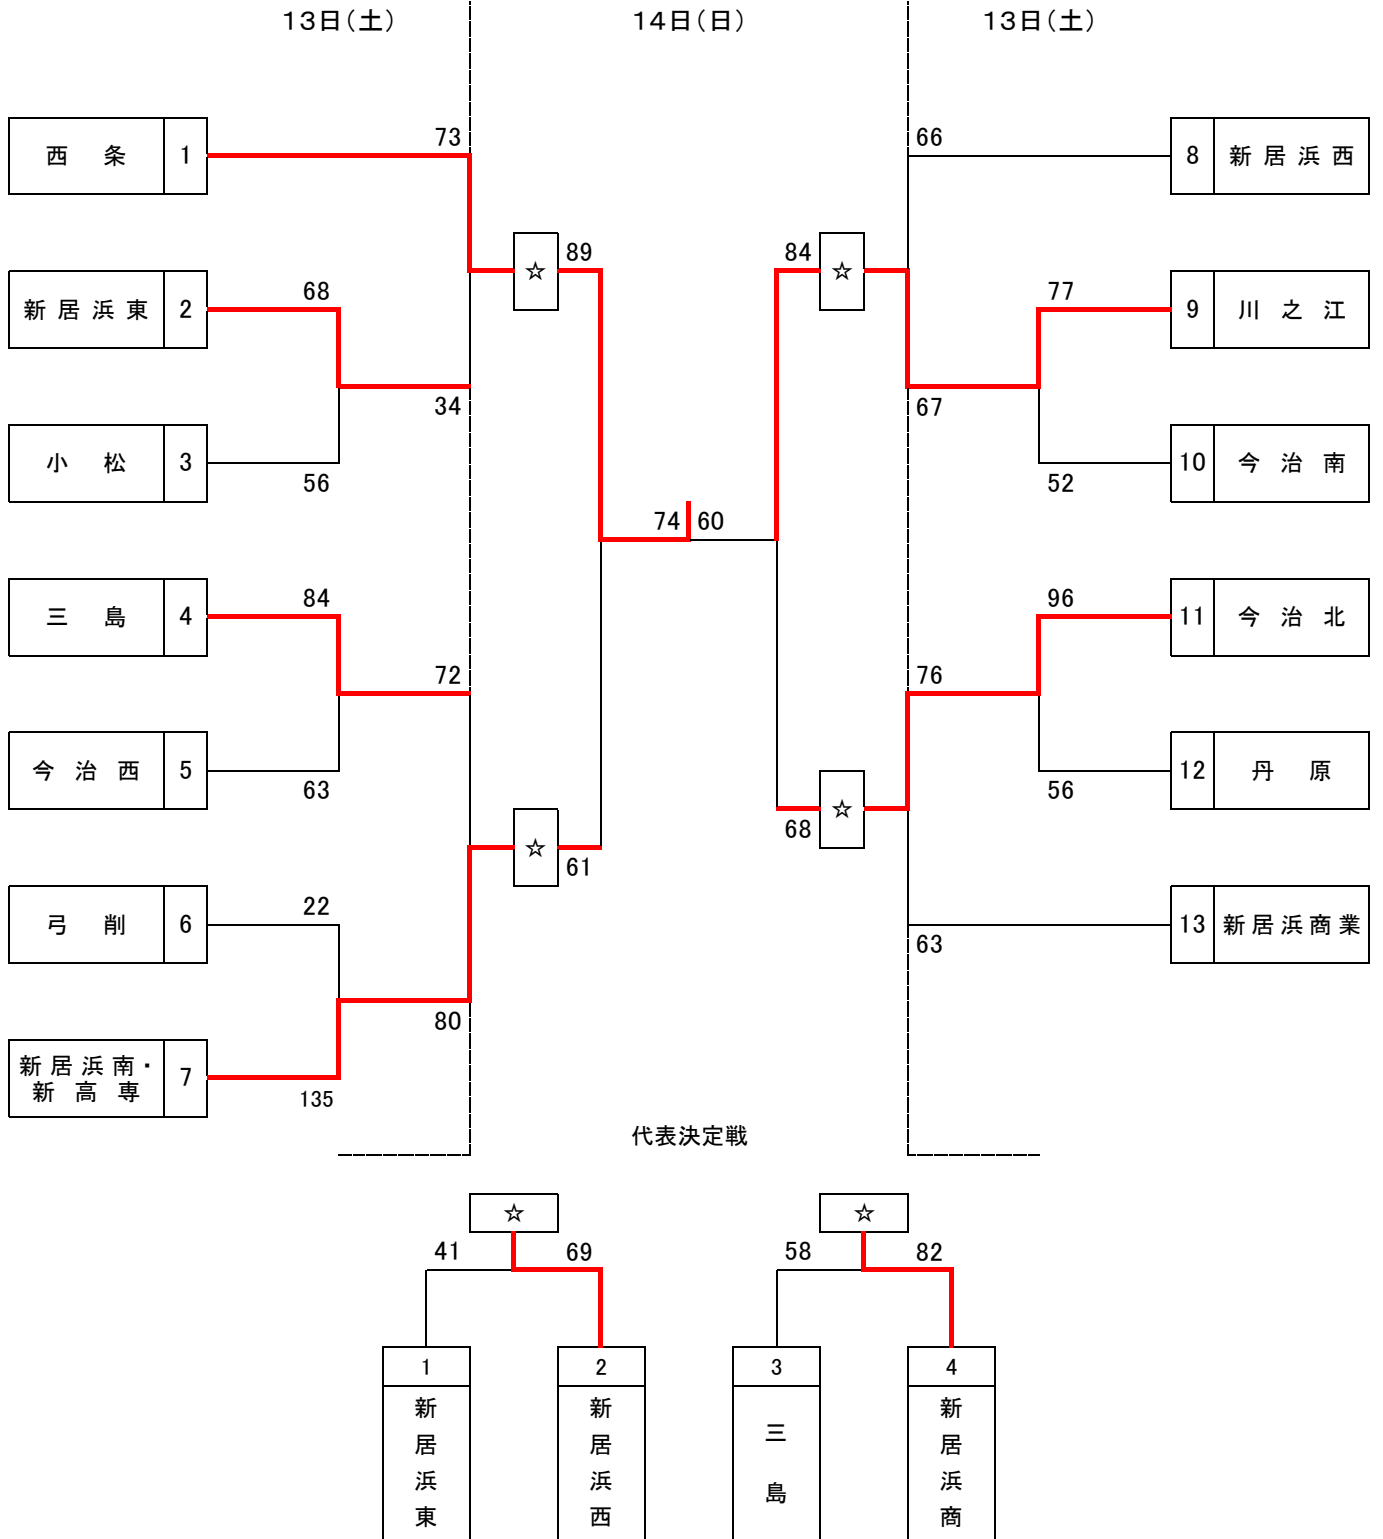 13日(土) 14日(日) 13日(土)
73 66
西条 1 8 新居浜西
☆ 89 84 ☆
68 77
新居浜東 2 9 川之江
34 67
小松 3 10 今治南
56 52
74 60
84 96
三島 4 11 今治北
72 76
今治西 5 12 丹原
63 56
68 ☆
☆ 61
22
弓削 6 13 新居浜商業
63
80
新居浜南・
新高専 7
135
代表決定戦
☆ ☆
41 69 58 82
1 2 3 4
新居浜東
新居浜西
三島
新居浜商